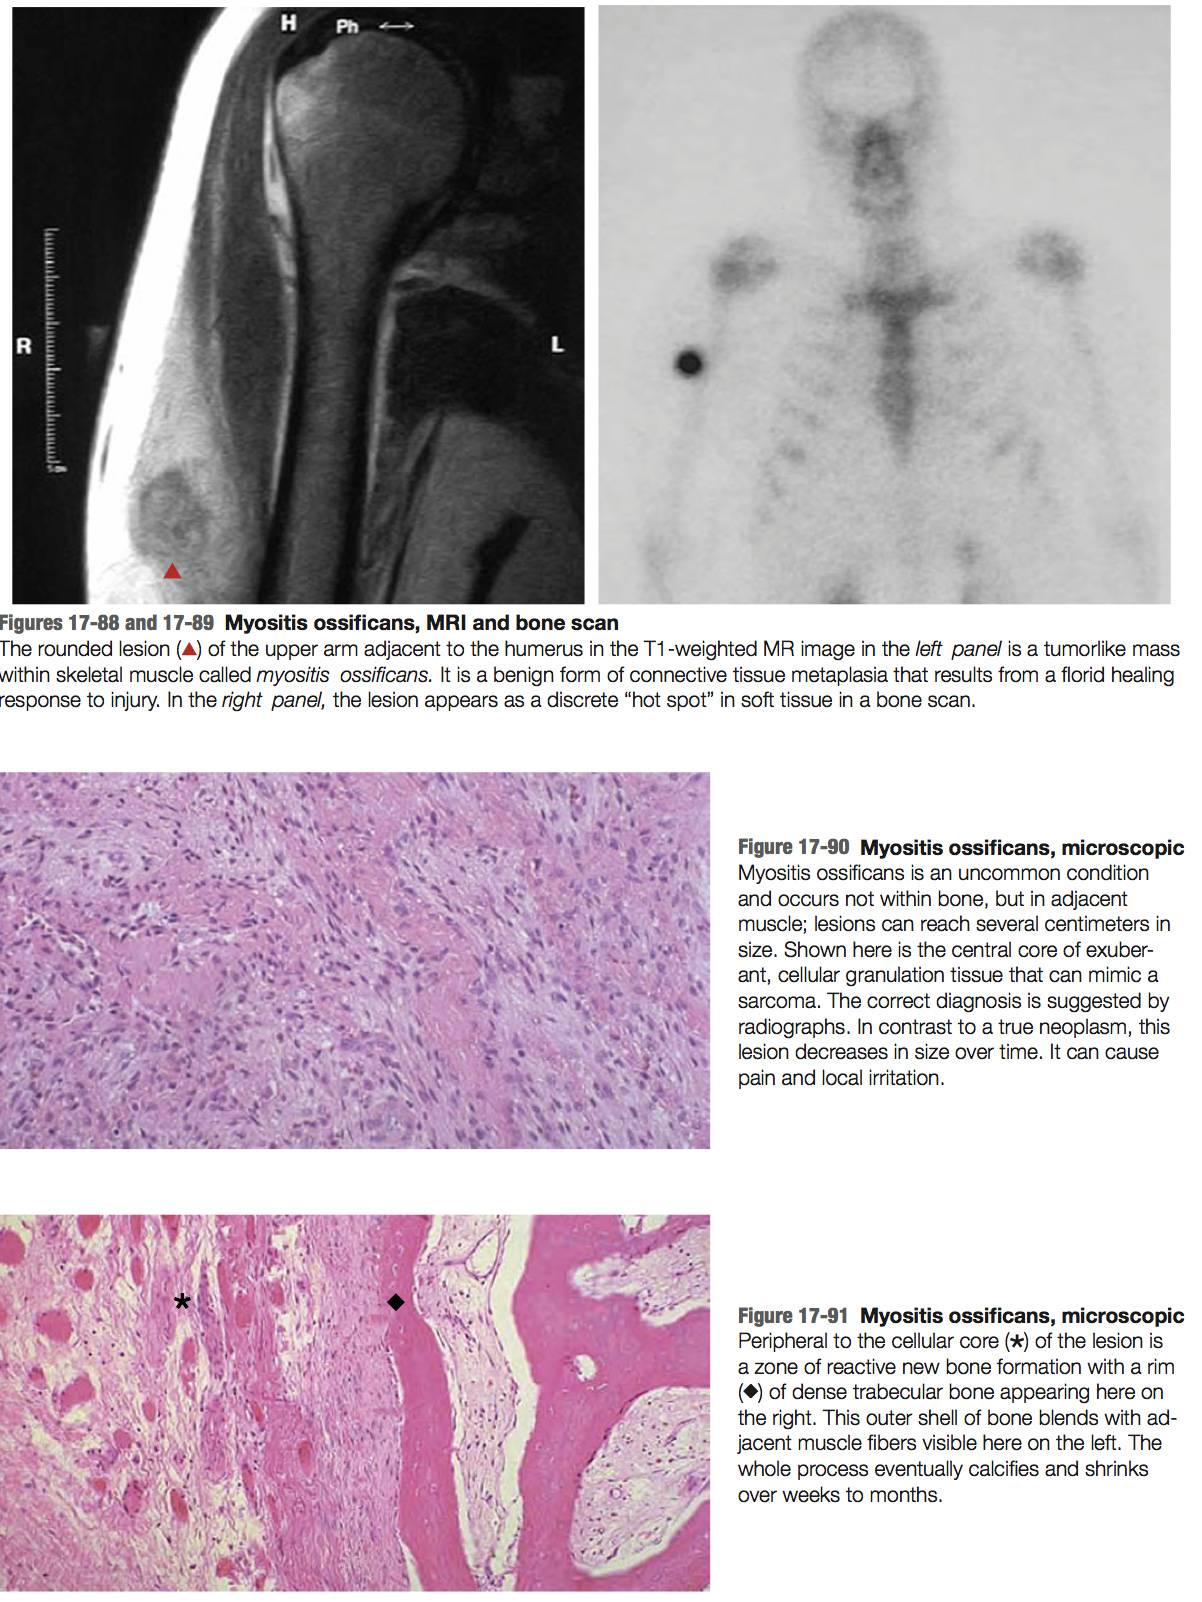 H Ph ↔
R
L
5cm
Figures 17-88 and 17-89 Myositis ossificans, MRI and bone scan
The rounded lesion (▲) of the upper arm adjacent to the humerus in the T1-weighted MR image in the left panel is a tumorlike mass
within skeletal muscle called myositis ossificans. It is a benign form of connective tissue metaplasia that results from a florid healing
response to injury. In the right panel, the lesion appears as a discrete “hot spot” in soft tissue in a bone scan.
Figure 17-90 Myositis ossificans, microscopic
Myositis ossificans is an uncommon condition
and occurs not within bone, but in adjacent
muscle; lesions can reach several centimeters in
size. Shown here is the central core of exuber-
ant, cellular granulation tissue that can mimic a
sarcoma. The correct diagnosis is suggested by
radiographs. In contrast to a true neoplasm, this
lesion decreases in size over time. It can cause
pain and local irritation.
*
◆
Figure 17-91 Myositis ossificans, microscopic
Peripheral to the cellular core (*) of the lesion is
a zone of reactive new bone formation with a rim
(◆) of dense trabecular bone appearing here on
the right. This outer shell of bone blends with ad-
jacent muscle fibers visible here on the left. The
whole process eventually calcifies and shrinks
over weeks to months.